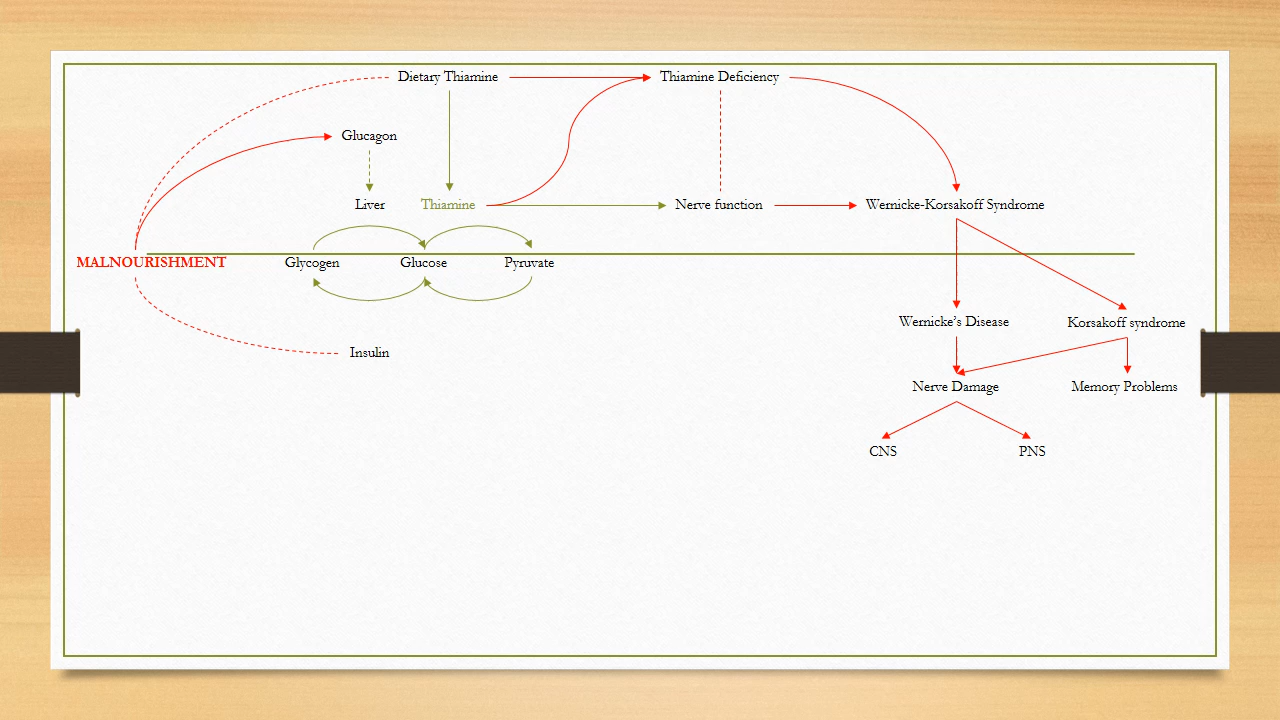 Dietary Thiamine
Thiamine Deficiency
Glucagon
Liver
Thiamine
Nerve function
Wernicke-Korsakoff Syndrome
MALNOURISHMENT
Glycogen
Glucose
Pyruvate
Wernicke's Disease
Korsakoff syndrome
Insulin
Nerve Damage
Memory Problems
CNS
PNS